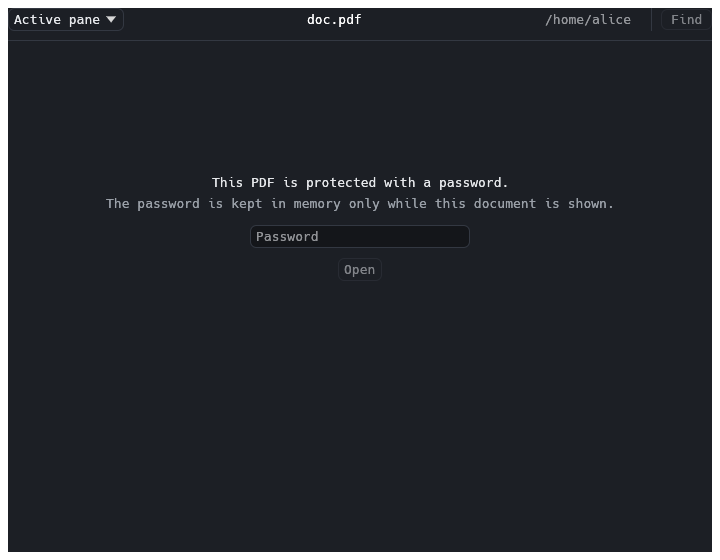 Active pane
doc.pdf
/home/alice
Find
This PDF is protected with a password.
The password is kept in memory only while this document is shown.
Password
Open